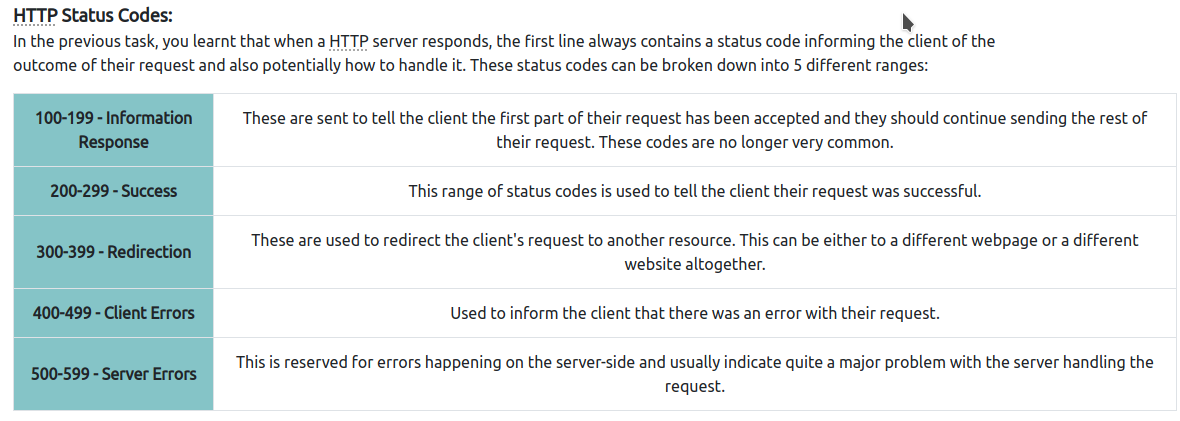 HTTP Status Codes:
In the previous task, you learnt that when a HTTP server responds, the first line always contains a status code informing the client of the
outcome of their request and also potentially how to handle it. These status codes can be broken down into 5 different ranges:
100-199 - Information
Response
These are sent to tell the client the first part of their request has been accepted and they should continue sending the rest of
their request. These codes are no longer very common.
200-299 - Success
This range of status codes is used to tell the client their request was successful.
300-399 - Redirection
These are used to redirect the client's request to another resource. This can be either to a different webpage or a different
website altogether.
400-499 - Client Errors
Used to inform the client that there was an error with their request.
500-599 - Server Errors
This is reserved for errors happening on the server-side and usually indicate quite a major problem with the server handling the
request.